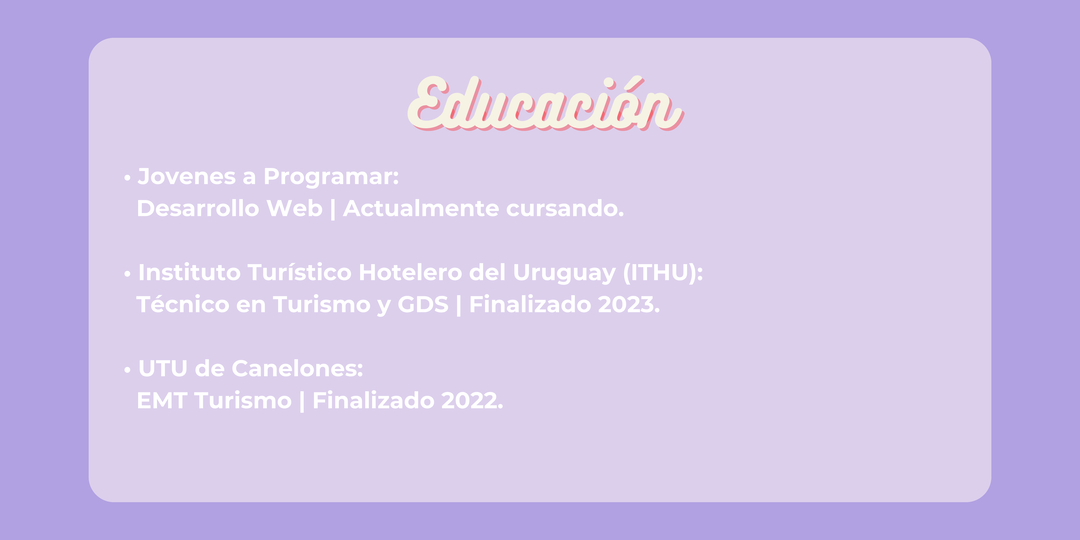 Educación
• Jovenes a Programar:
Desarrollo Web | Actualmente cursando.
• Instituto Turístico Hotelero del Uruguay (ITHU):
Técnico en Turismo y GDS | Finalizado 2023.
• UTU de Canelones:
EMT Turismo | Finalizado 2022.